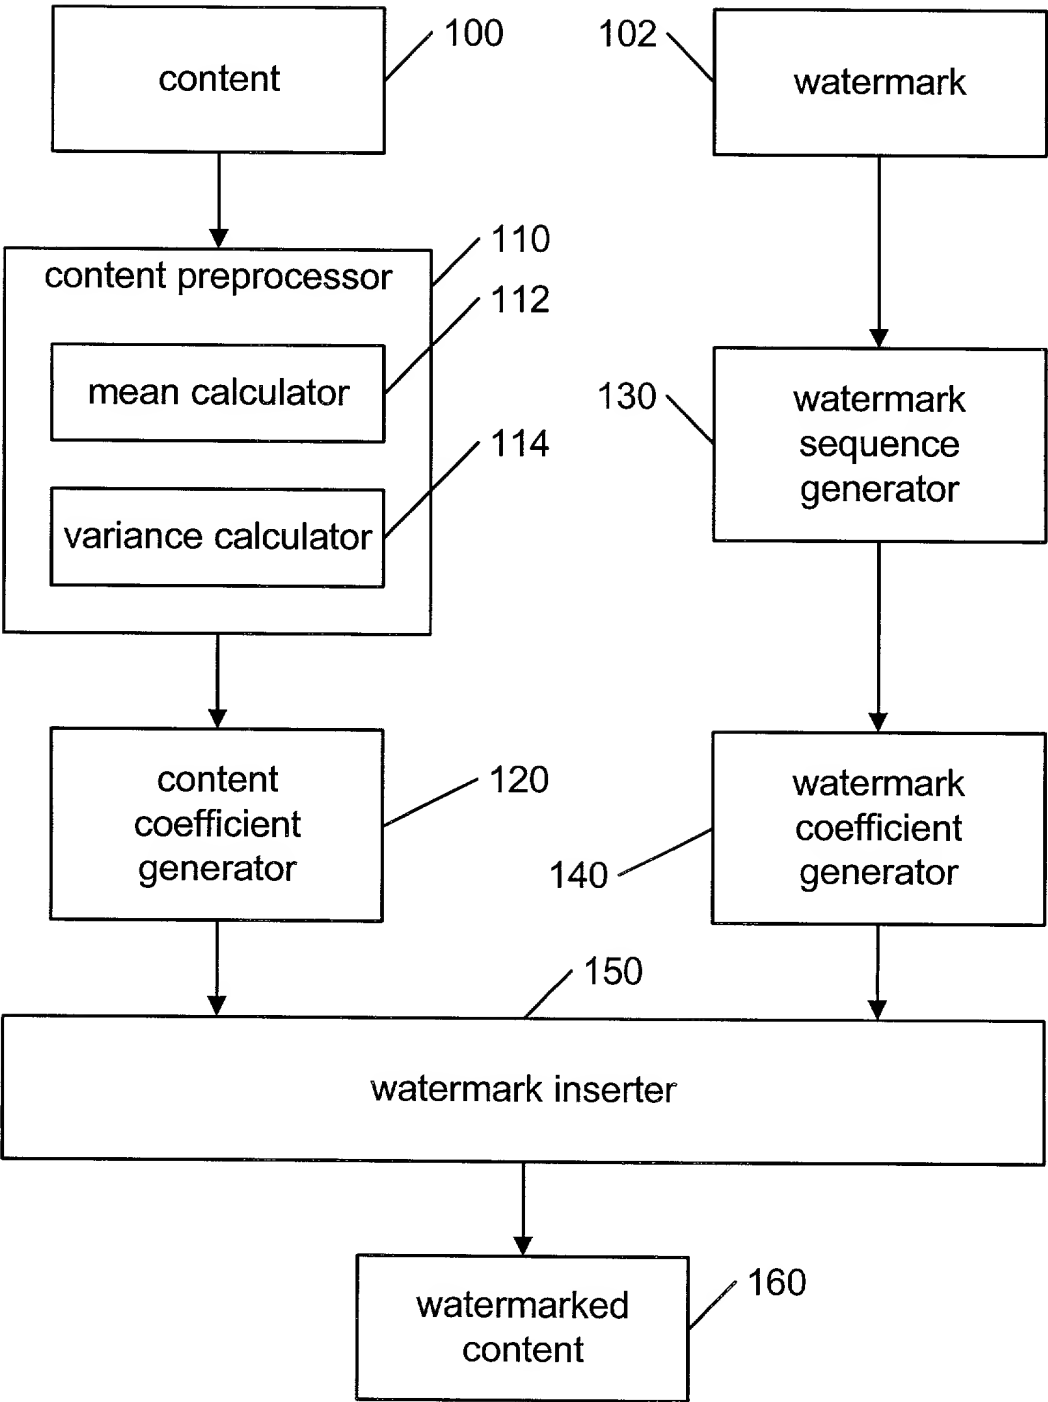 content
100
102
watermark
110
content preprocessor
112
mean calculator
114
variance calculator
130
watermark
sequence
generator
content
coefficient
generator
120
watermark
coefficient
generator
140
150
watermark inserter
watermarked
content
160